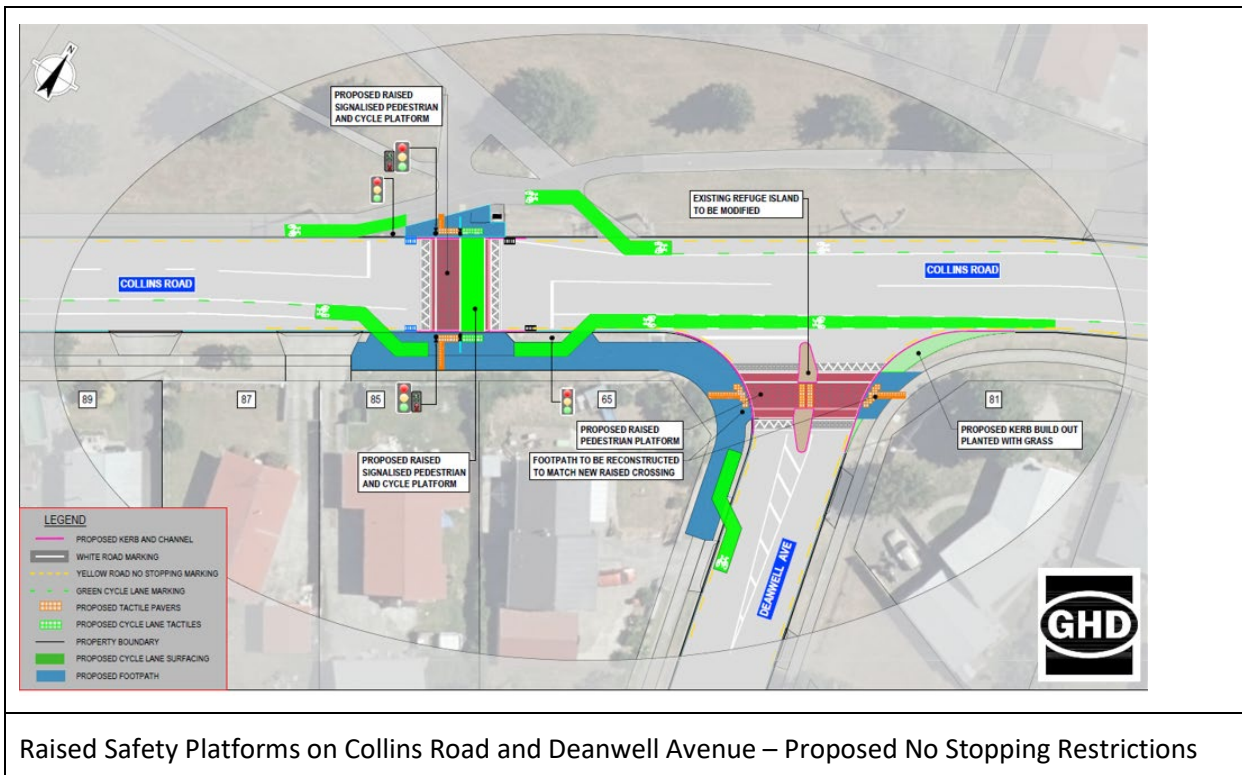 N
PROPOSED RAISED
SIGNALISED PEDESTRIAN
AND CYCLE PLATFORM
EXISTING REFUGE ISLAND
TO BE MODIFIED
COLLINS ROAD
COLLINS ROAD
89
87
85
65
81
PROPOSED RAISED
PEDESTRIAN PLATFORM
PROPOSED KERB BUILD OUT
PLANTED WITH GRASS
PROPOSED RAISED
SIGNALISED PEDESTRIAN
AND CYCLE PLATFORM
FOOTPATH TO BE RECONSTRUCTED
TO MATCH NEW RAISED CROSSING
DEANWELL AVE
LEGEND
PROPOSED KERB AND CHANNEL
WHITE ROAD MARKING
YELLOW ROAD NO STOPPING MARKING
GREEN CYCLE LANE MARKING
PROPOSED TACTILE PAVERS
PROPOSED CYCLE LANE TACTILES
PROPERTY BOUNDARY
PROPOSED CYCLE LANE SURFACING
PROPOSED FOOTPATH
GHD
Raised Safety Platforms on Collins Road and Deanwell Avenue – Proposed No Stopping Restrictions